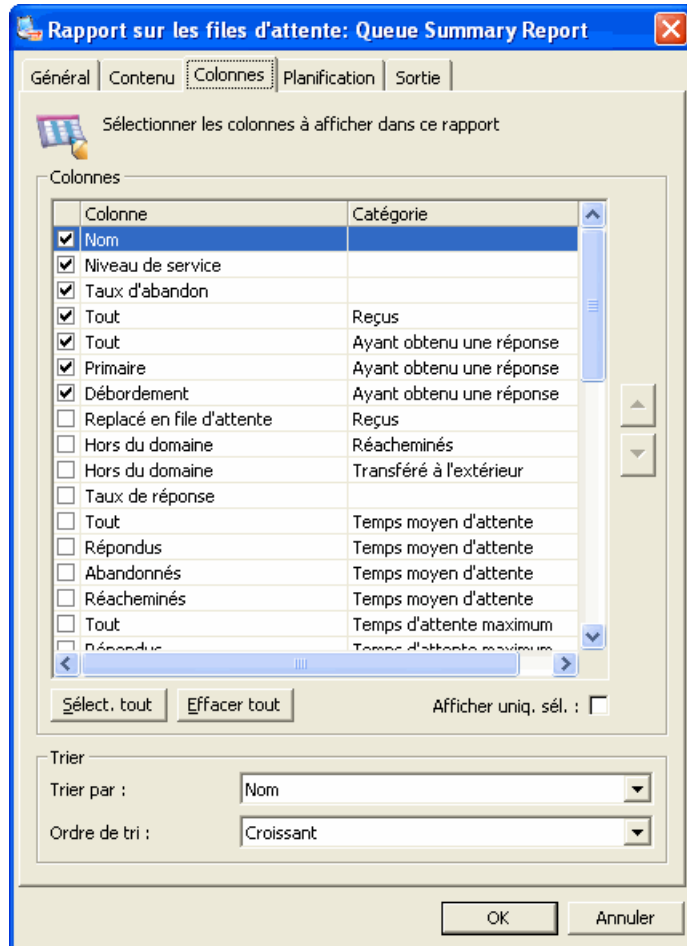 Rapport sur les files d'attente: Queue Summary Report
Général Contenu Colonnes Planification Sortie
Sélectionner les colonnes à afficher dans ce rapport
Colonnes
Colonne Catégorie
Nom
Niveau de service
Taux d'abandon
Tout Reçus
Tout Ayant obtenu une réponse
Primaire Ayant obtenu une réponse
Débordement Ayant obtenu une réponse
Replacé en file d'attente Reçus
Hors du domaine Réacheminés
Hors du domaine Transféré à l'extérieur
Taux de réponse
Tout Temps moyen d'attente
Répondus Temps moyen d'attente
Abandonnés Temps moyen d'attente
Réacheminés Temps moyen d'attente
Tout Temps d'attente maximum
Répondus Temps d'attente maximum
Sélect. tout Effacer tout Afficher uniq. sél. :
Trier
Trier par : Nom
Ordre de tri : Croissant
OK Annuler